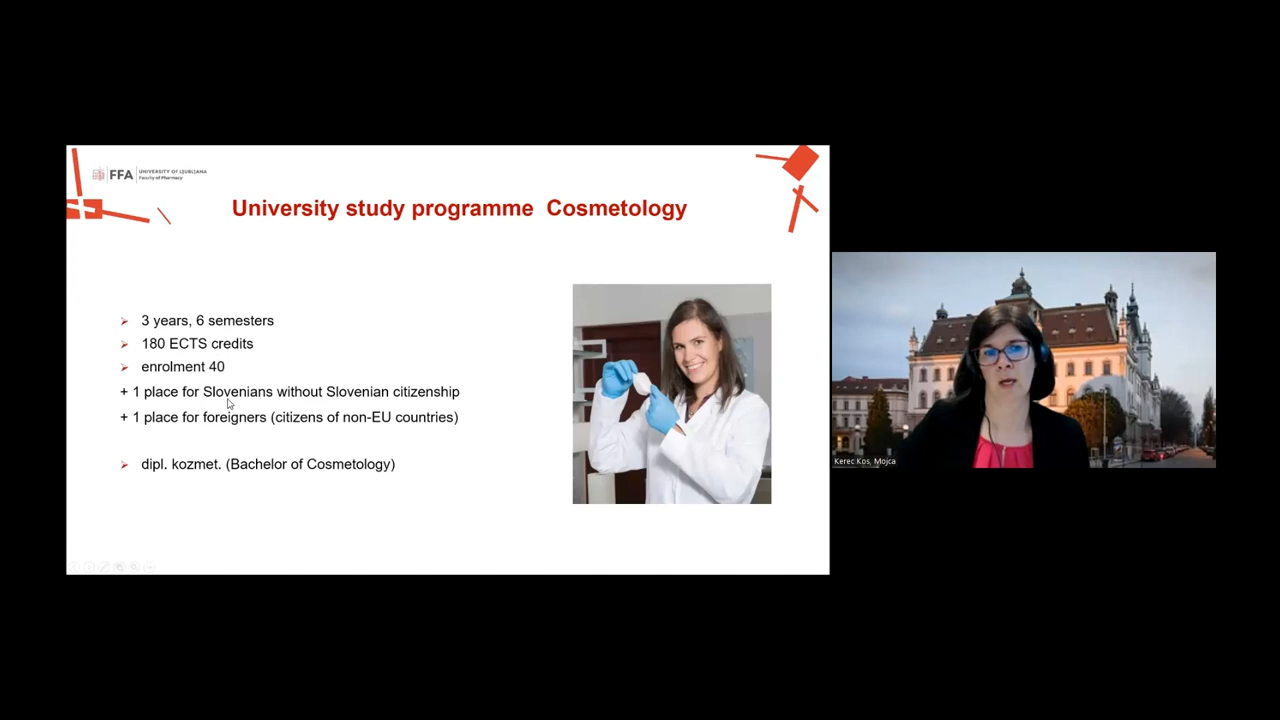 FFA
UNIVERSITY OF LJUBLJANA
Faculty of Pharmacy
University study programme Cosmetology
➢ 3 years, 6 semesters
➢ 180 ECTS credits
➢ enrolment 40
+ 1 place for Slovenians without Slovenian citizenship
+ 1 place for foreigners (citizens of non-EU countries)
➢ dipl. kozmet. (Bachelor of Cosmetology)
Kerec Kos, Mojca